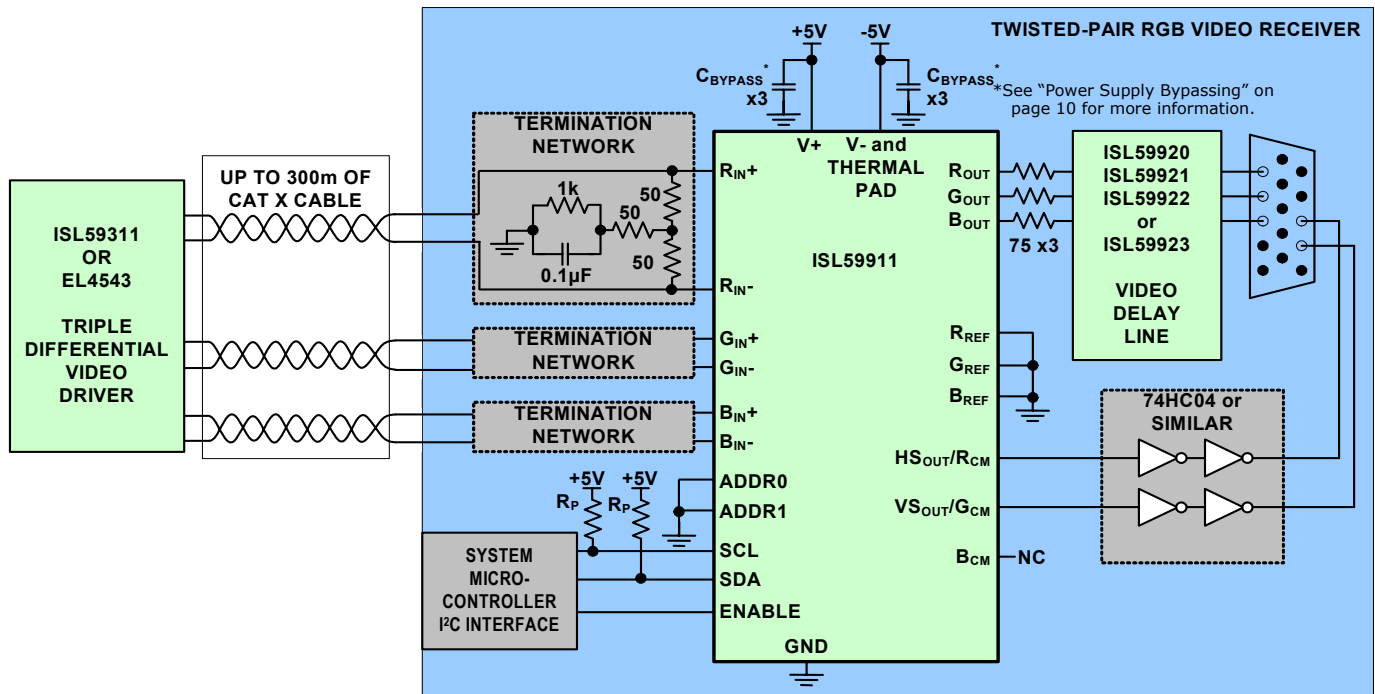 TWISTED-PAIR RGB VIDEO RECEIVER
+5V
-5V
CBYPASS*
x3
CBYPASS*
x3
*See “Power Supply Bypassing” on
page 10 for more information.
ISL59311
OR
EL4543
TRIPLE
DIFFERENTIAL
VIDEO
DRIVER
UP TO 300m OF
CAT X CABLE
TERMINATION
NETWORK
1k
0.1µF
50
50
50
TERMINATION
NETWORK
TERMINATION
NETWORK
+5V
+5V
RP
RP
SYSTEM
MICRO-
CONTROLLER
I²C INTERFACE
V+
V- and
THERMAL
PAD
ISL59911
RIN+
RIN-
GIN+
GIN-
BIN+
BIN-
ADDR0
ADDR1
SCL
SDA
ENABLE
GND
ROUT
GOUT
BOUT
RREF
GREF
BREF
HSOUT/RCM
VSOUT/GCM
BCM
NC
75 x3
ISL59920
ISL59921
ISL59922
or
ISL59923
VIDEO
DELAY
LINE
74HC04 or
SIMILAR